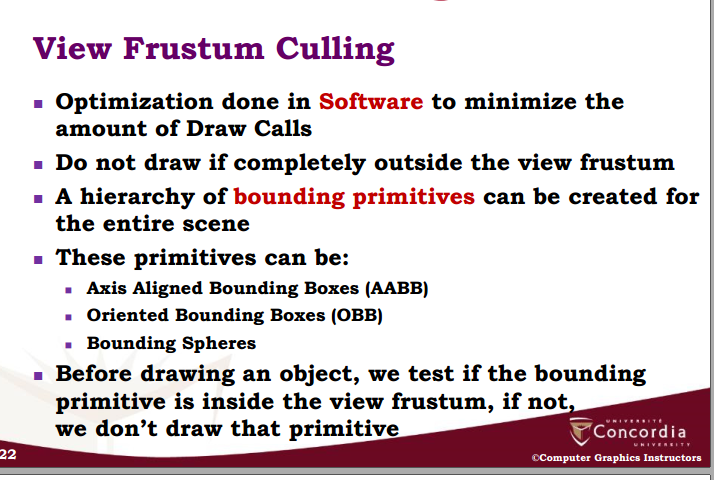 View Frustum Culling
▪ Optimization done in Software to minimize the
amount of Draw Calls
▪ Do not draw if completely outside the view frustum
▪ A hierarchy of bounding primitives can be created for
the entire scene
▪ These primitives can be:
▪ Axis Aligned Bounding Boxes (AABB)
▪ Oriented Bounding Boxes (OBB)
▪ Bounding Spheres
▪ Before drawing an object, we test if the bounding
primitive is inside the view frustum, if not,
we don’t draw that primitive
UNIVERSITÉ
Concordia
UNIVERSITY
22
©Computer Graphics Instructors